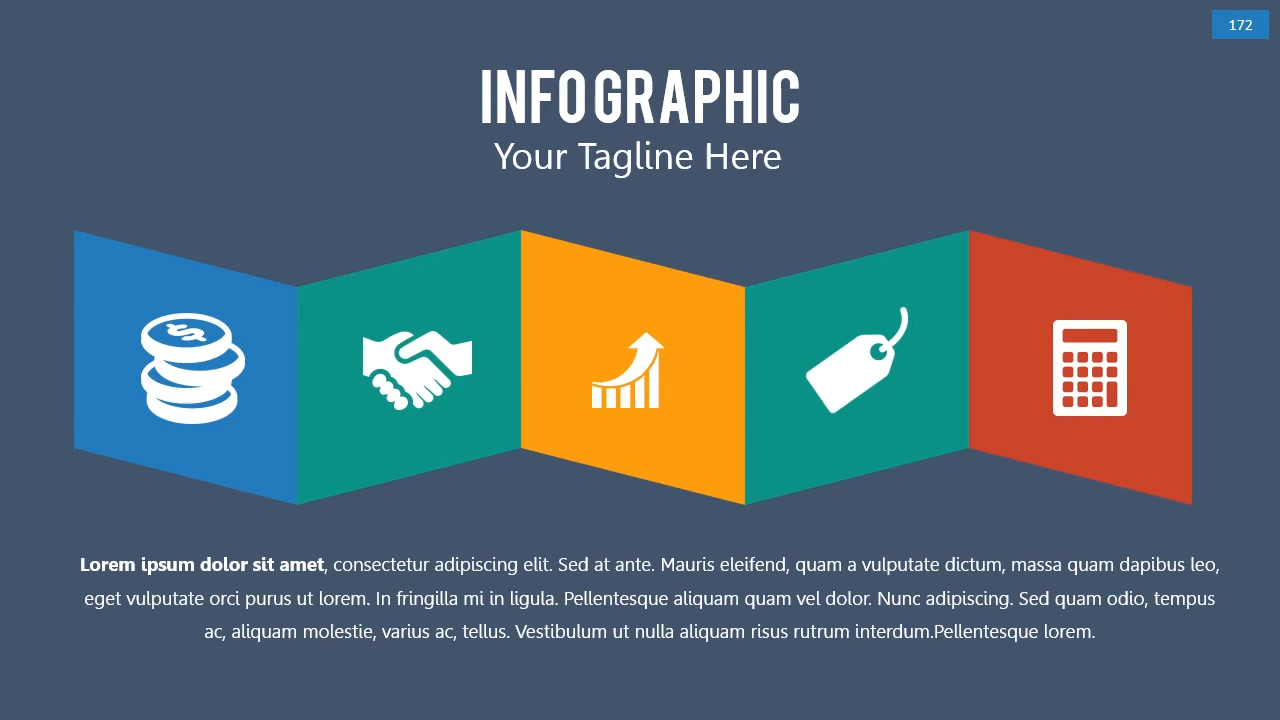 172
INFOGRAPHIC
Your Tagline Here
$
Lorem ipsum dolor sit amet, consectetur adipiscing elit. Sed at ante. Mauris eleifend, quam a vulputate dictum, massa quam dapibus leo,
eget vulputate orci purus ut lorem. In fringilla mi in ligula. Pellentesque aliquam quam vel dolor. Nunc adipiscing. Sed quam odio, tempus
ac, aliquam molestie, varius ac, tellus. Vestibulum ut nulla aliquam risus rutrum interdum.Pellentesque lorem.